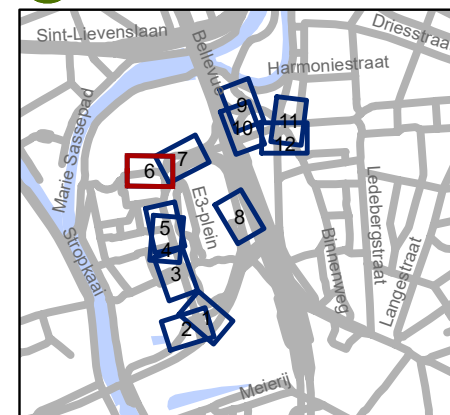 Sint-Lievenslaan
Bellevue
Driesstraa
Harmoniestraat
Marie Sassepad
9
10
11
12
7
6
E3-plein
Ledebergstraat
8
5
4
Stropkaai
Binnenweg
Langestraat
3
1
2
Meierij